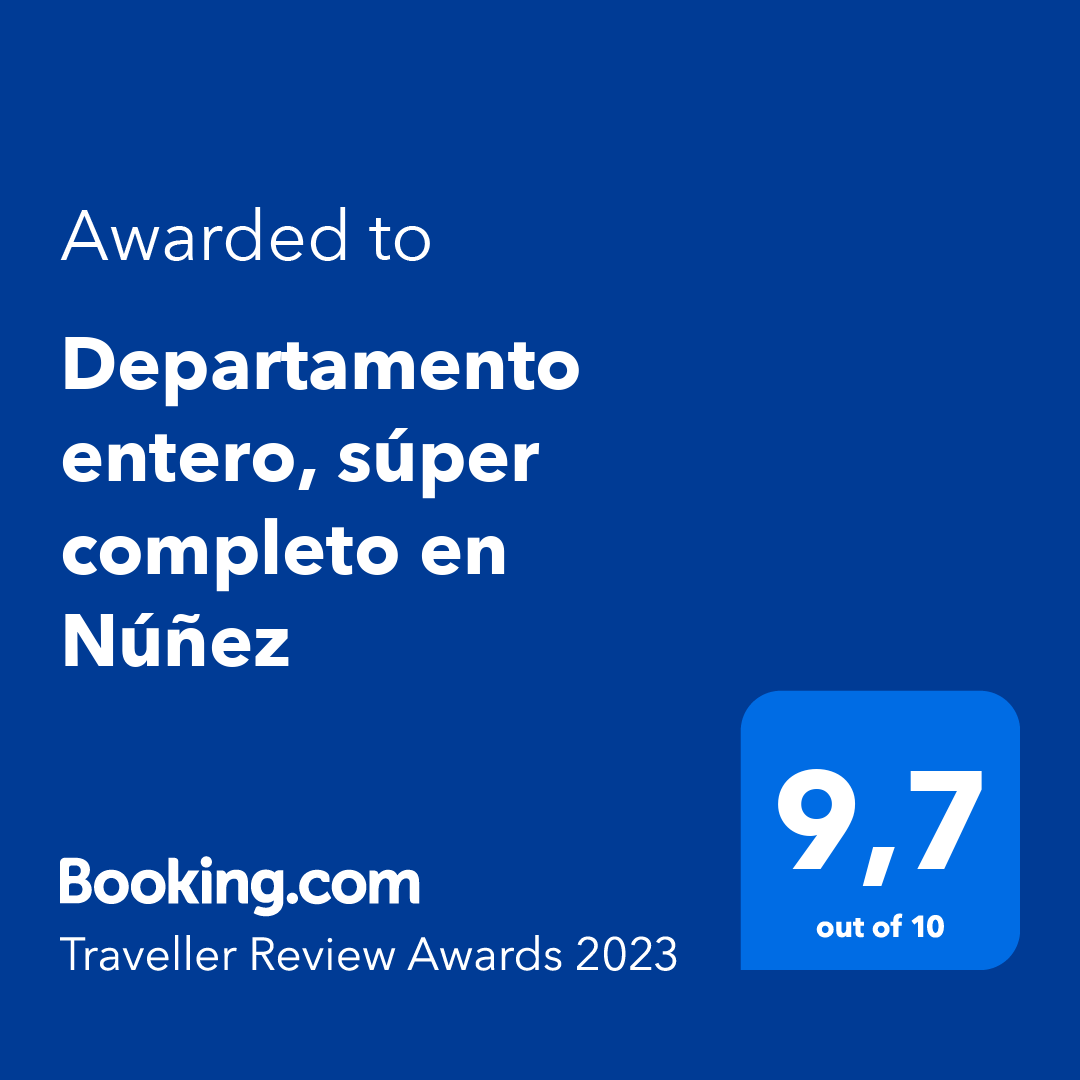 Awarded to
Departamento
entero, súper
completo en
Núñez
9,7
out of 10
Booking.com
Traveller Review Awards 2023